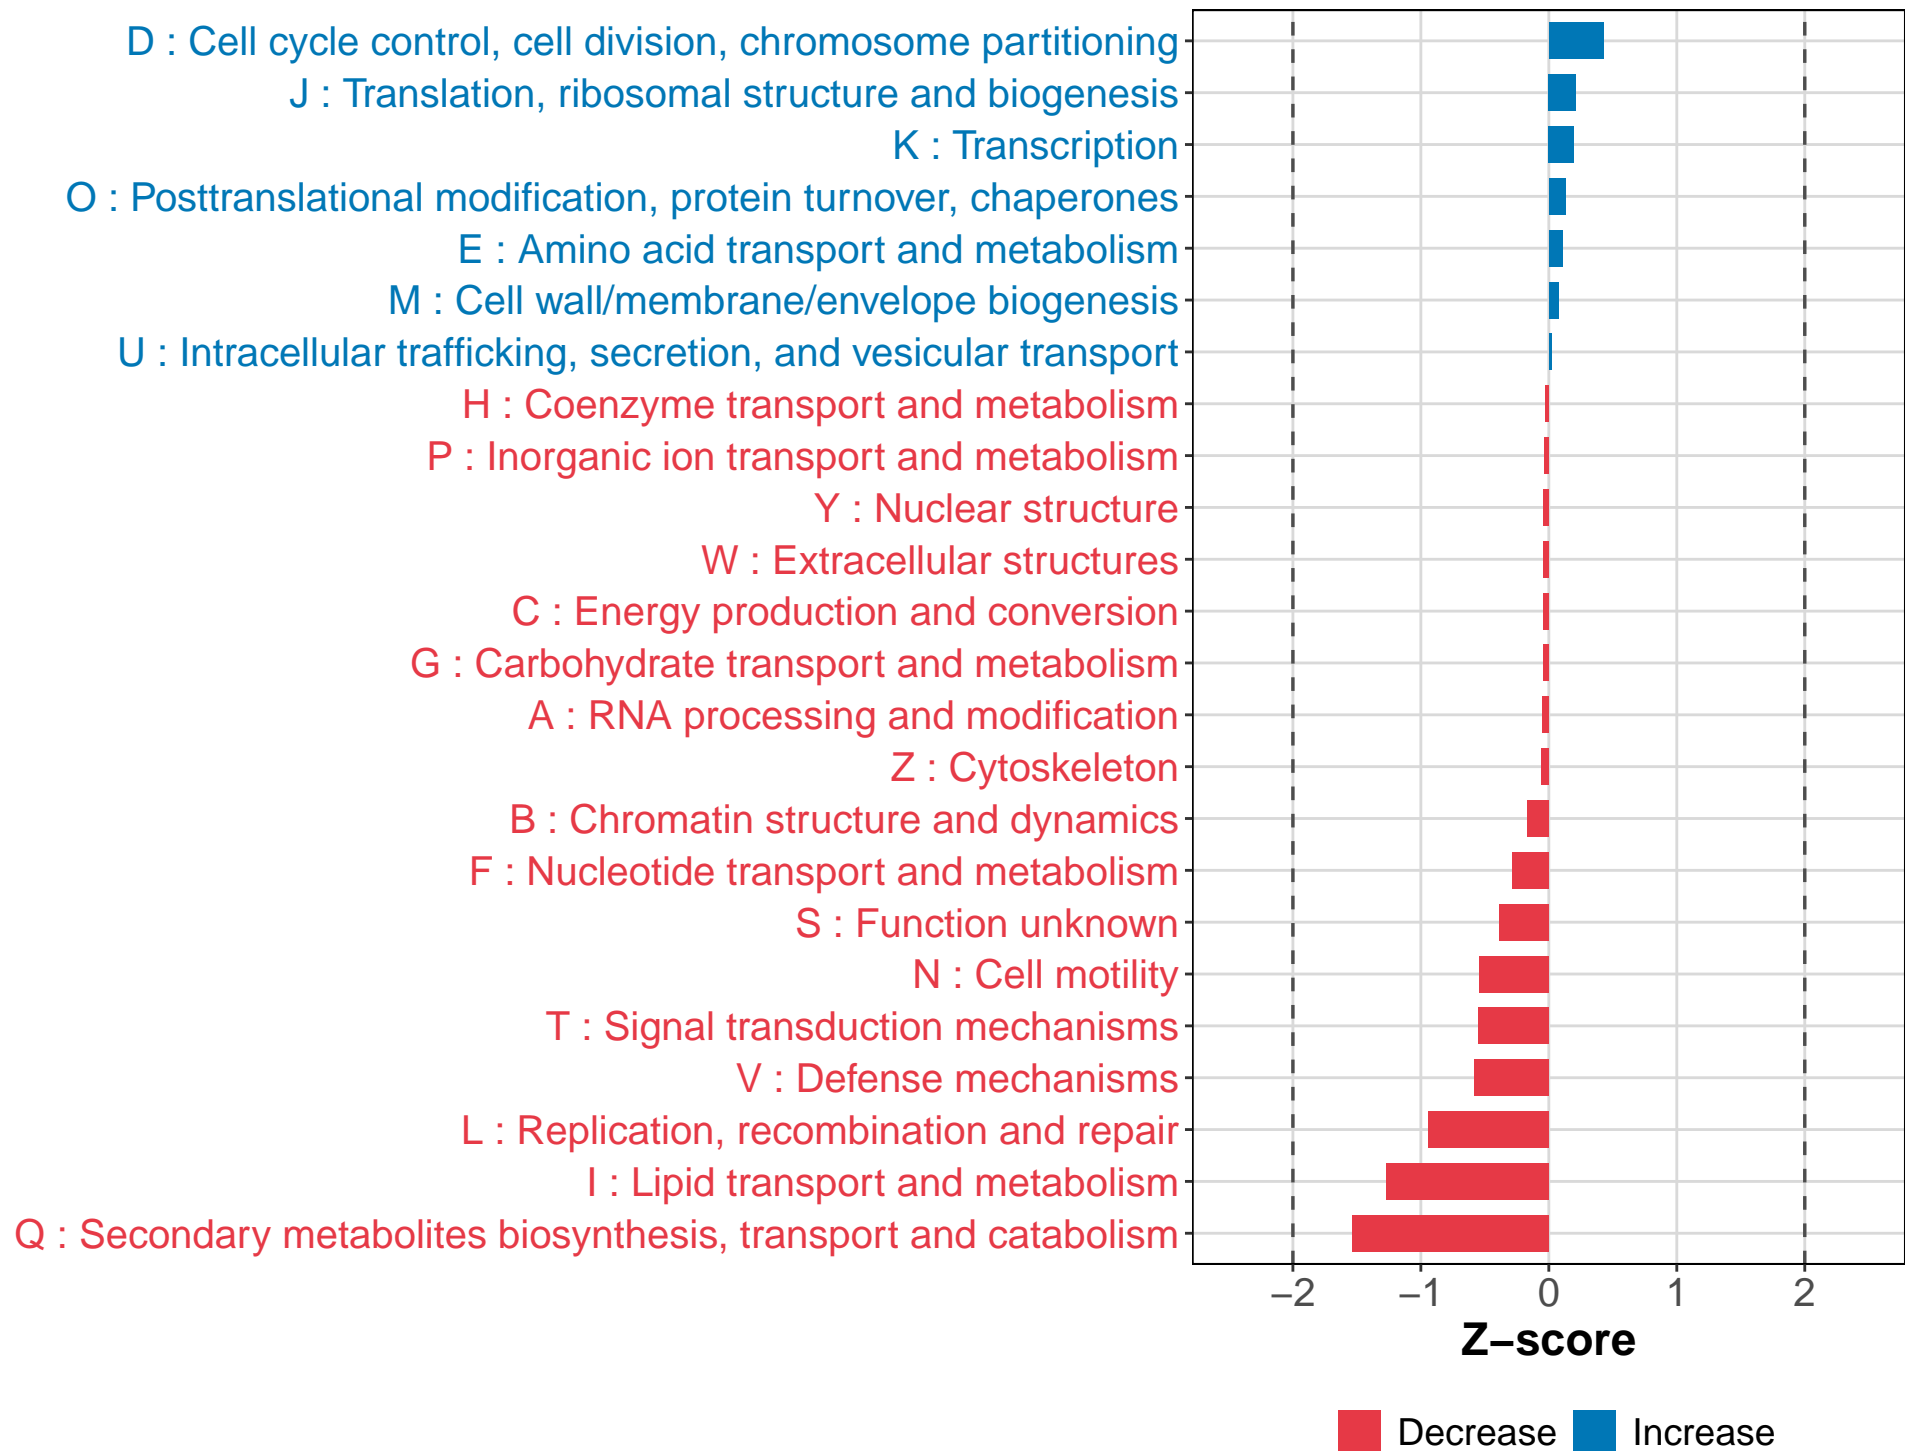 D : Cell cycle control, cell division, chromosome partitioning
J : Translation, ribosomal structure and biogenesis
K : Transcription
O : Posttranslational modification, protein turnover, chaperones
E : Amino acid transport and metabolism
M : Cell wall/membrane/envelope biogenesis
U : Intracellular trafficking, secretion, and vesicular transport
H : Coenzyme transport and metabolism
P : Inorganic ion transport and metabolism
Y : Nuclear structure
W : Extracellular structures
C : Energy production and conversion
G : Carbohydrate transport and metabolism
A : RNA processing and modification
Z : Cytoskeleton
B : Chromatin structure and dynamics
F : Nucleotide transport and metabolism
S : Function unknown
N : Cell motility
T : Signal transduction mechanisms
V : Defense mechanisms
L : Replication, recombination and repair
I : Lipid transport and metabolism
Q : Secondary metabolites biosynthesis, transport and catabolism
−2 −1 0 1 2
Z−score
Decrease Increase